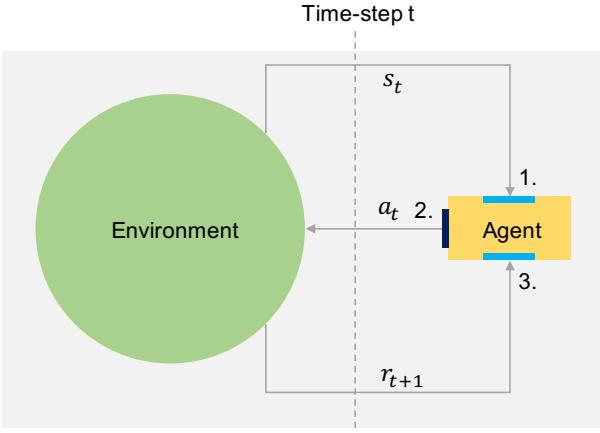 Time-step t
s_t
1.
a_t 2.
Environment
Agent
3.
r_{t+1}